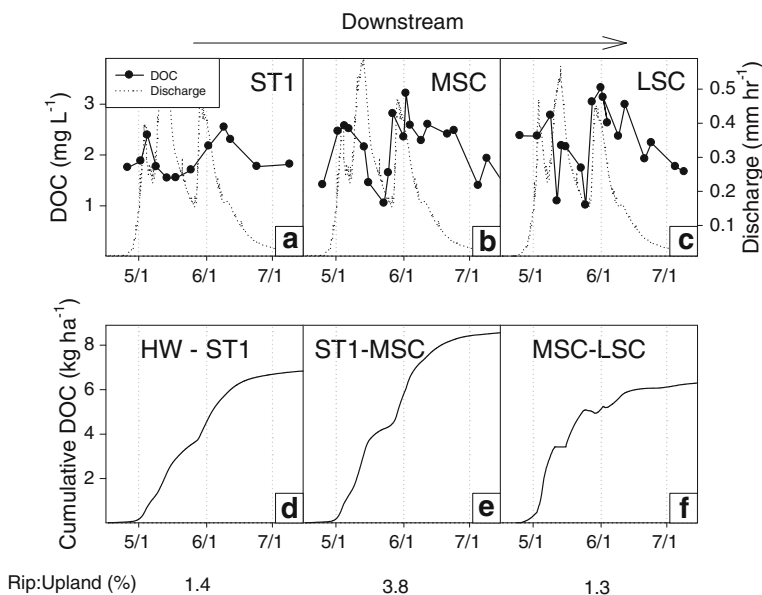 Downstream
DOC
Discharge
ST1
MSC
LSC
DOC (mg L⁻¹)
3
2
1
0.5
0.4
0.3
0.2
0.1
Discharge (mm hr⁻¹)
a
b
c
5/1 6/1 7/1 5/1 6/1 7/1 5/1 6/1 7/1
HW - ST1
ST1-MSC
MSC-LSC
Cumulative DOC (kg ha⁻¹)
8
6
4
2
d
e
f
5/1 6/1 7/1 5/1 6/1 7/1 5/1 6/1 7/1
Rip:Upland (%) 1.4 3.8 1.3